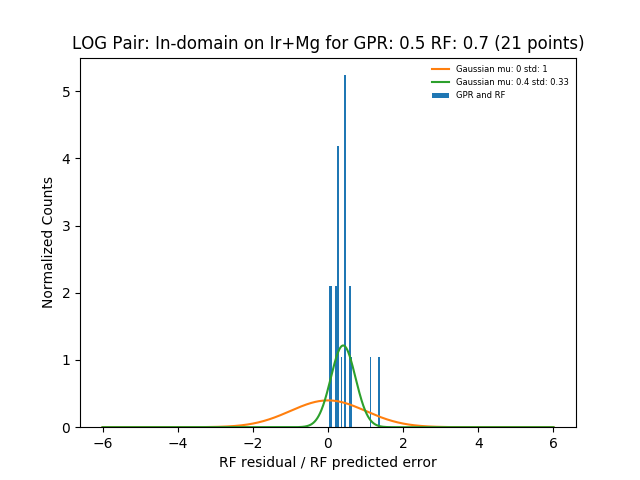 LOG Pair: In-domain on Ir+Mg for GPR: 0.5 RF: 0.7 (21 points)
Gaussian mu: 0 std: 1
Gaussian mu: 0.4 std: 0.33
GPR and RF
Normalized Counts
5
4
3
2
1
0
−6 −4 −2 0 2 4 6
RF residual / RF predicted error